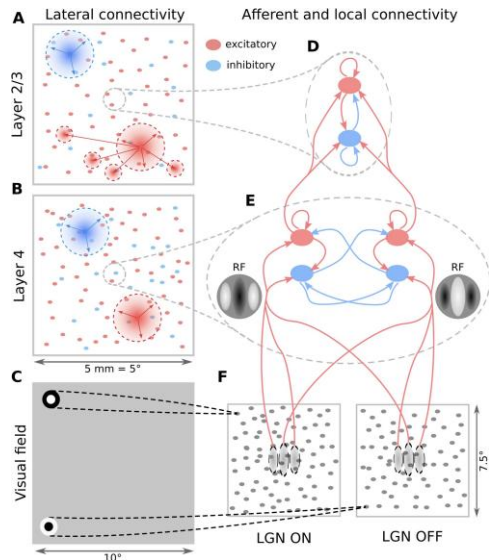 Lateral connectivity
Afferent and local connectivity
A
excitatory
inhibitory
D
Layer 2/3
B
E
Layer 4
RF
RF
5 mm = 5°
C
F
Visual field
7.5°
LGN ON
LGN OFF
10°